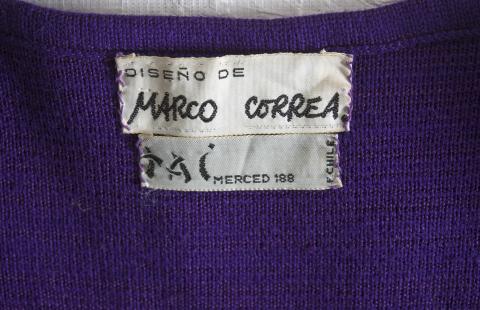 DISEÑO DE
MARCO CORREA.
MERCED 188
CHILE